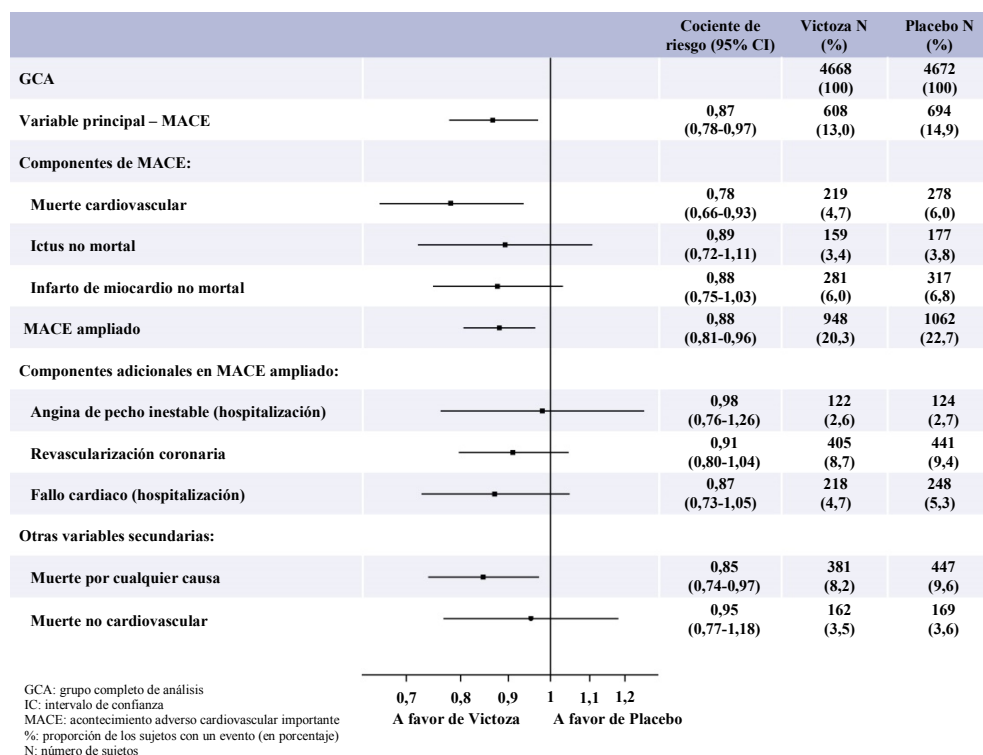 Cociente de riesgo (95% CI) Victoza N (%) Placebo N (%)
GCA 4668 (100) 4672 (100)
Variable principal – MACE 0,87 (0,78-0,97) 608 (13,0) 694 (14,9)
Componentes de MACE:
Muerte cardiovascular 0,78 (0,66-0,93) 219 (4,7) 278 (6,0)
Ictus no mortal 0,89 (0,72-1,11) 159 (3,4) 177 (3,8)
Infarto de miocardio no mortal 0,88 (0,75-1,03) 281 (6,0) 317 (6,8)
MACE ampliado 0,88 (0,81-0,96) 948 (20,3) 1062 (22,7)
Componentes adicionales en MACE ampliado:
Angina de pecho inestable (hospitalización) 0,98 (0,76-1,26) 122 (2,6) 124 (2,7)
Revascularización coronaria 0,91 (0,80-1,04) 405 (8,7) 441 (9,4)
Fallo cardiaco (hospitalización) 0,87 (0,73-1,05) 218 (4,7) 248 (5,3)
Otras variables secundarias:
Muerte por cualquier causa 0,85 (0,74-0,97) 381 (8,2) 447 (9,6)
Muerte no cardiovascular 0,95 (0,77-1,18) 162 (3,5) 169 (3,6)
0,7 0,8 0,9 1 1,1 1,2
A favor de Victoza A favor de Placebo
GCA: grupo completo de análisis
IC: intervalo de confianza
MACE: acontecimiento adverso cardiovascular importante
%: proporción de los sujetos con un evento (en porcentaje)
N: número de sujetos